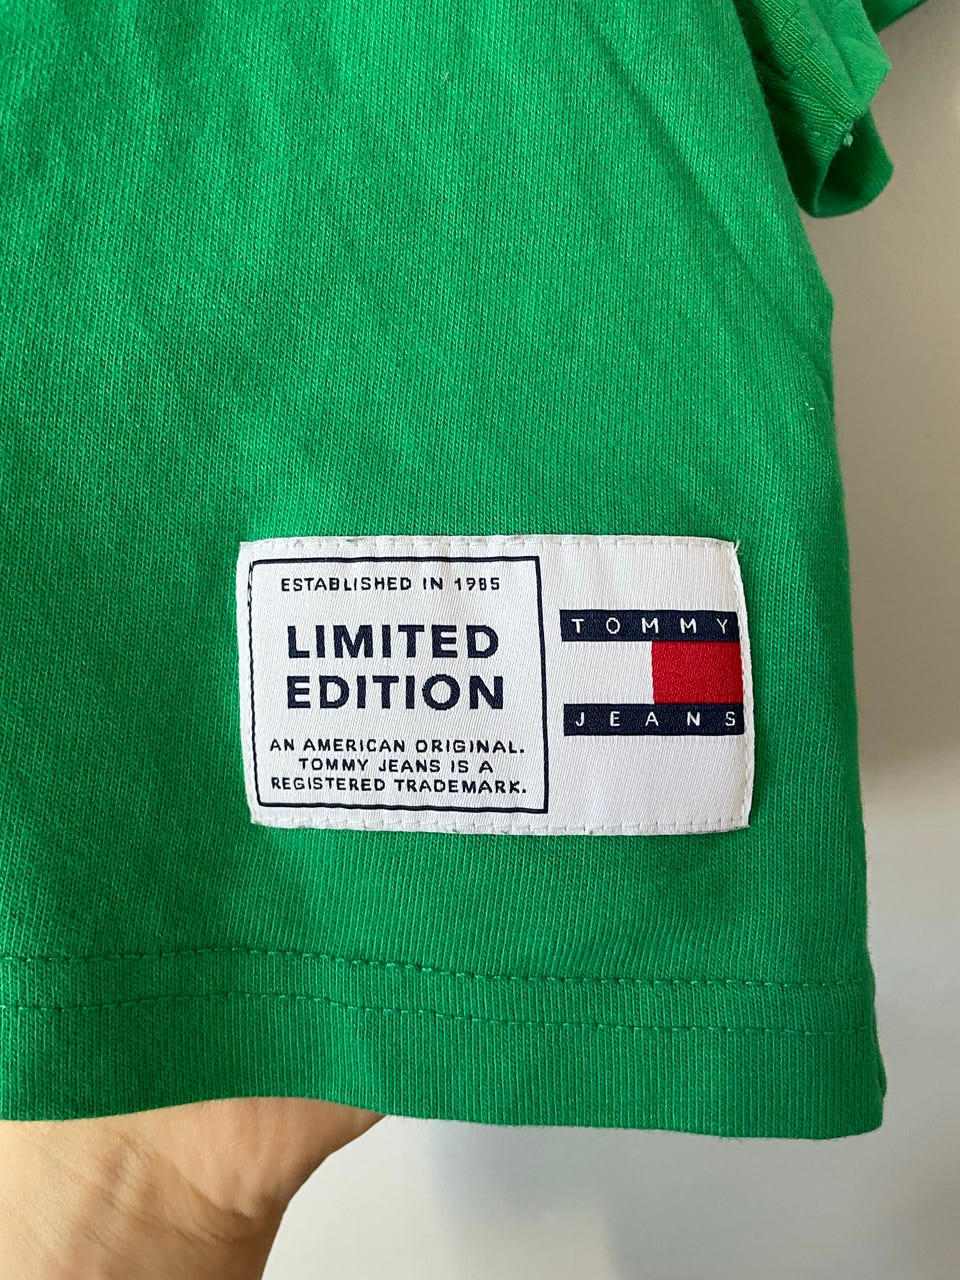 ESTABLISHED IN 1985
LIMITED
EDITION
AN AMERICAN ORIGINAL.
TOMMY JEANS IS A
REGISTERED TRADEMARK.
TOMMY
JEANS